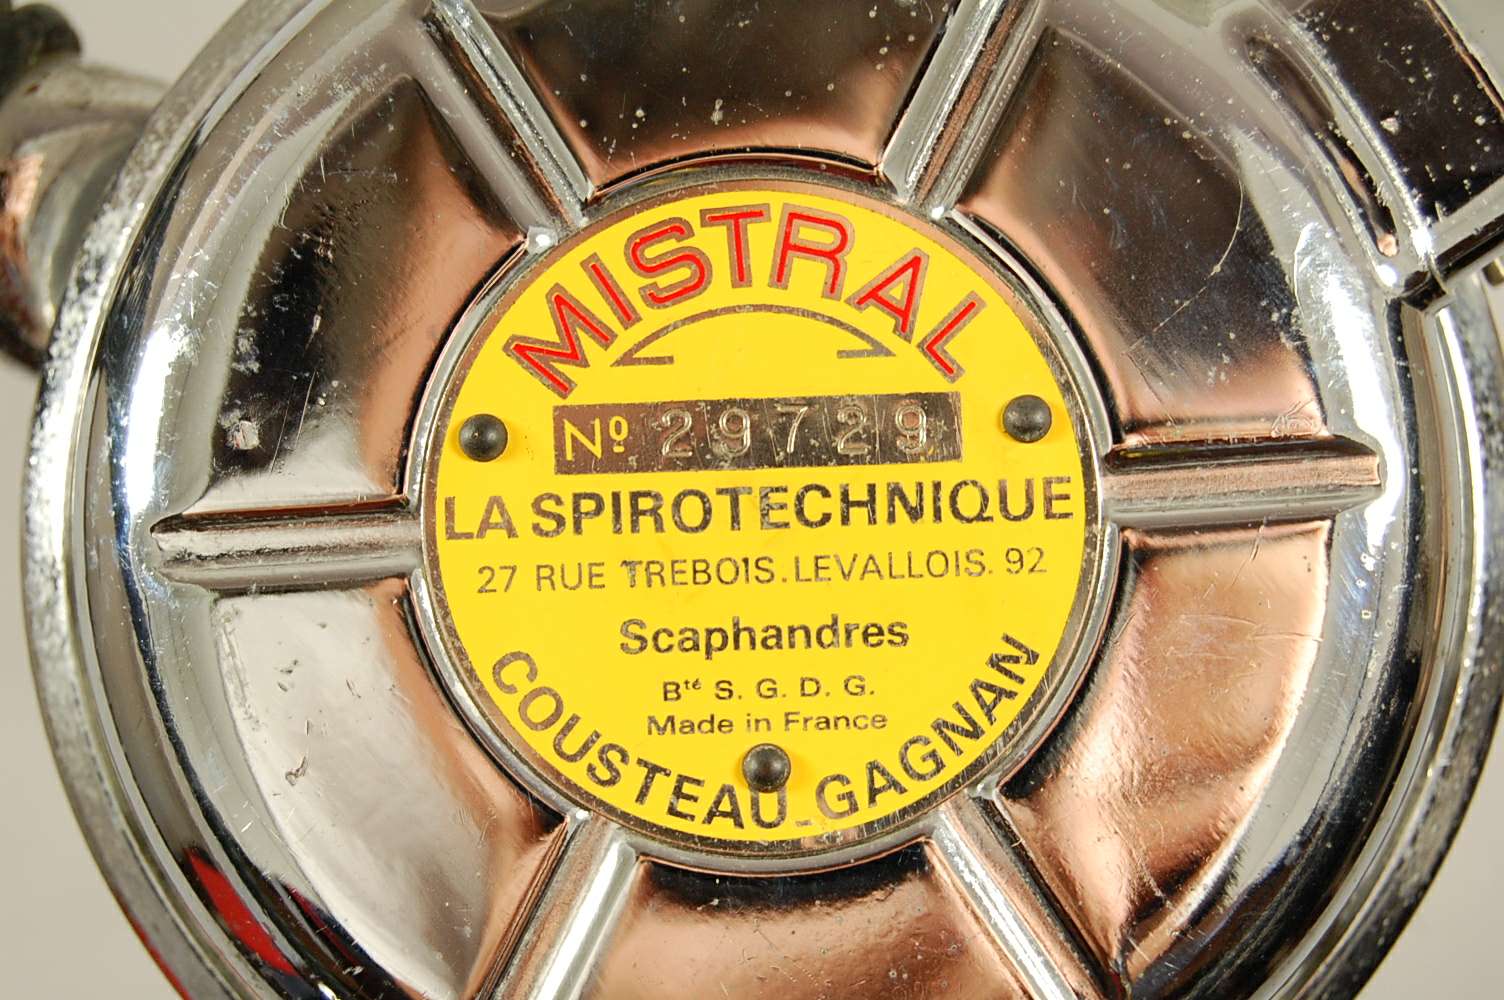 MISTRAL
Nº 29729
LA SPIROTECHNIQUE
27 RUE TREBOIS. LEVALLOIS. 92
Scaphandres
Bté S. G. D. G.
Made in France
COUSTEAU-GAGNAN